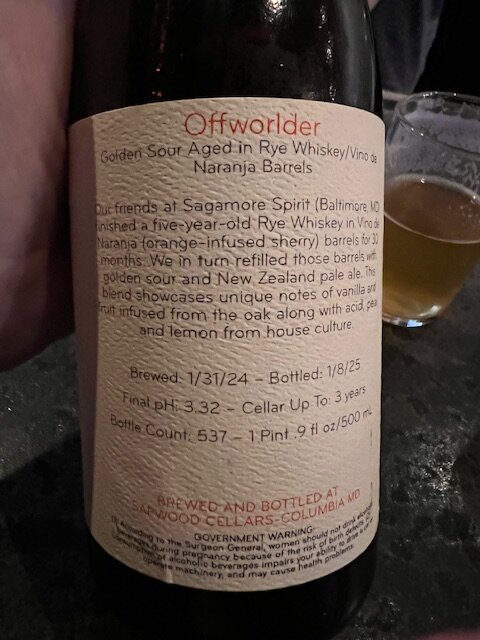 Offworlder
Golden Sour Aged in Rye Whiskey/Vino de
Naranja Barrels
Our friends at Sagamore Spirit (Baltimore, MD
finished a five-year-old Rye Whiskey in Vino de
Naranja (orange-infused sherry) barrels for 30
months. We in turn refilled those barrels with
golden sour and New Zealand pale ale. This
blend showcases unique notes of vanilla and
fruit infused from the oak along with acid, pea
and lemon from house culture.
Brewed: 1/31/24 – Bottled: 1/8/25
Final pH: 3.32 – Cellar Up To: 3 years
Bottle Count: 537 – 1 Pint .9 fl oz/500 mL
BREWED AND BOTTLED AT
SAPWOOD CELLARS-COLUMBIA MD
GOVERNMENT WARNING:
(1) According to the Surgeon General, women should not drink alcoholic
beverages during pregnancy because of the risk of birth defects. (2)
Consumption of alcoholic beverages impairs your ability to drive a car or
operate machinery, and may cause health problems.